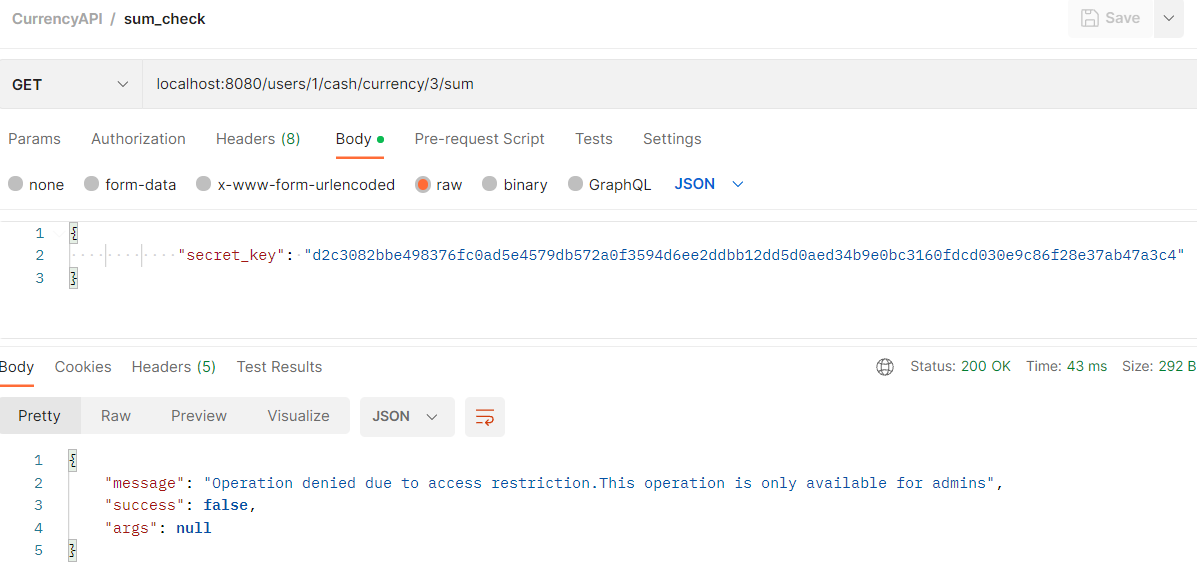 CurrencyAPI / sum_check
Save
GET
localhost:8080/users/1/cash/currency/3/sum
Params Authorization Headers (8) Body Pre-request Script Tests Settings
none form-data x-www-form-urlencoded raw binary GraphQL JSON
1 {
2 "secret_key": "d2c3082bbe498376fc0ad5e4579db572a0f3594d6ee2ddbb12dd5d0aed34b9e0bc3160fdcd030e9c86f28e37ab47a3c4"
3 }
Body Cookies Headers (5) Test Results Status: 200 OK Time: 43 ms Size: 292 B
Pretty Raw Preview Visualize JSON
1 {
2 "message": "Operation denied due to access restriction.This operation is only available for admins",
3 "success": false,
4 "args": null
5 }